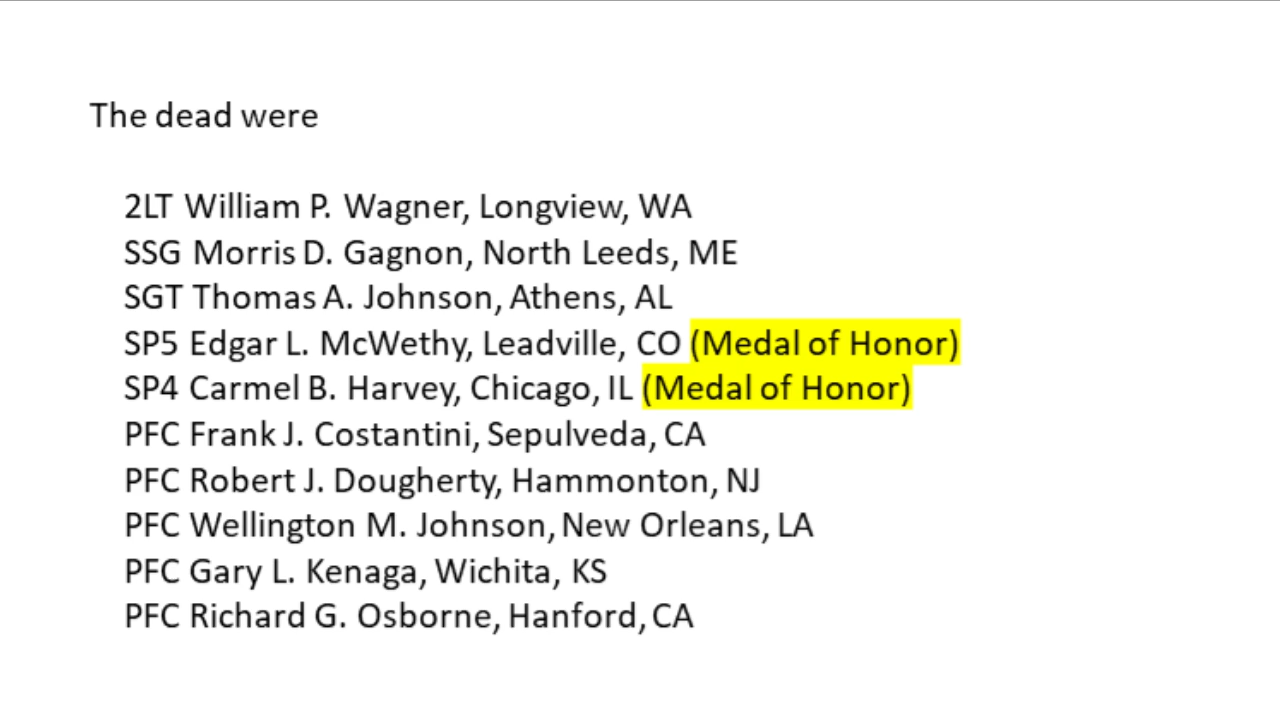 The dead were
2LT William P. Wagner, Longview, WA
SSG Morris D. Gagnon, North Leeds, ME
SGT Thomas A. Johnson, Athens, AL
SP5 Edgar L. McWethy, Leadville, CO (Medal of Honor)
SP4 Carmel B. Harvey, Chicago, IL (Medal of Honor)
PFC Frank J. Costantini, Sepulveda, CA
PFC Robert J. Dougherty, Hammonton, NJ
PFC Wellington M. Johnson, New Orleans, LA
PFC Gary L. Kenaga, Wichita, KS
PFC Richard G. Osborne, Hanford, CA